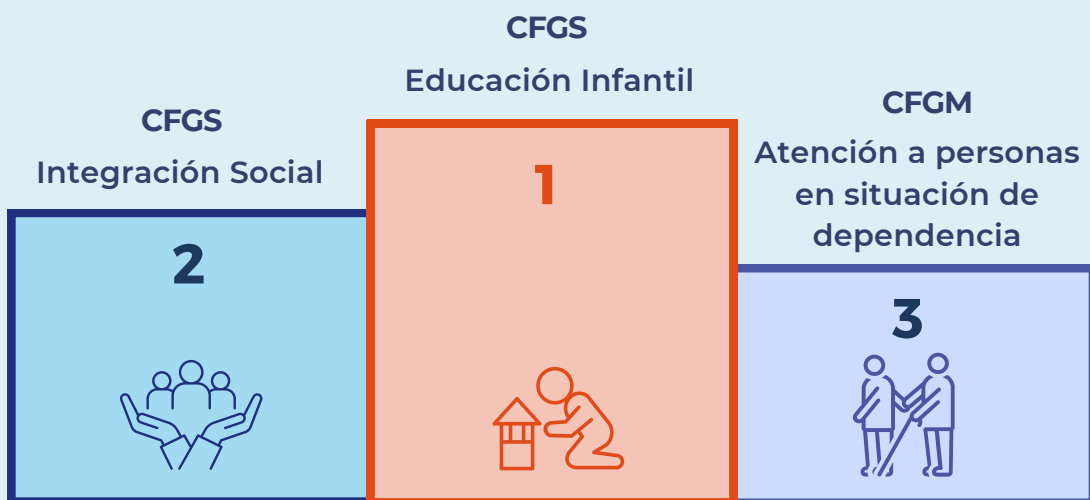 CFGS
Integración Social
2
CFGS
Educación Infantil
1
CFGM
Atención a personas
en situación de
dependencia
3